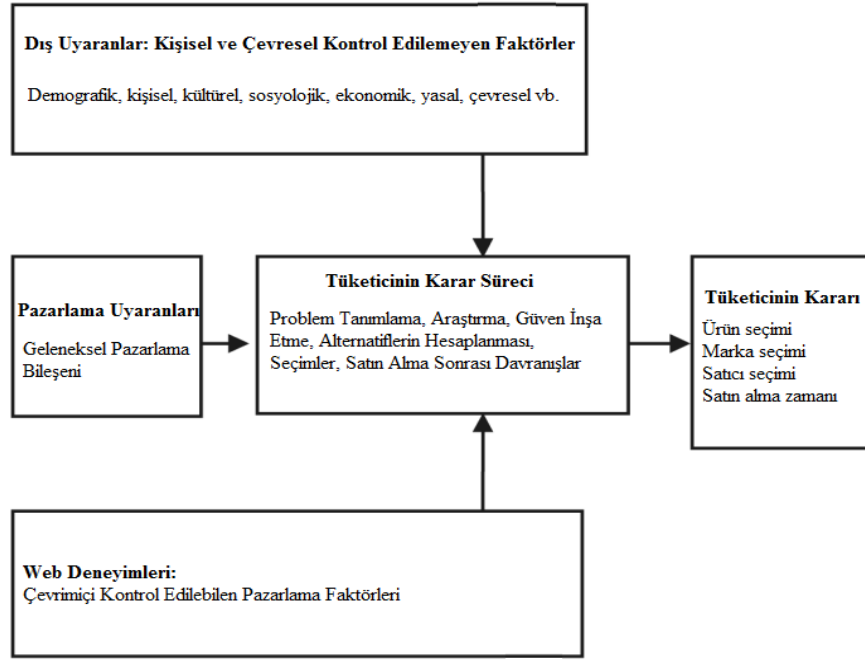 Dış Uyaranlar: Kişisel ve Çevresel Kontrol Edilemeyen Faktörler
Demografik, kişisel, kültürel, sosyolojik, ekonomik, yasal, çevresel vb.
Pazarlama Uyaranları
Geleneksel Pazarlama
Bileşeni
Tüketicinin Karar Süreci
Problem Tanımlama, Araştırma, Güven İnşa
Etme, Alternatiflerin Hesaplanması,
Seçimler, Satın Alma Sonrası Davranışlar
Tüketicinin Kararı
Ürün seçimi
Marka seçimi
Satıcı seçimi
Satın alma zamanı
Web Deneyimleri:
Çevrimiçi Kontrol Edilebilen Pazarlama Faktörleri